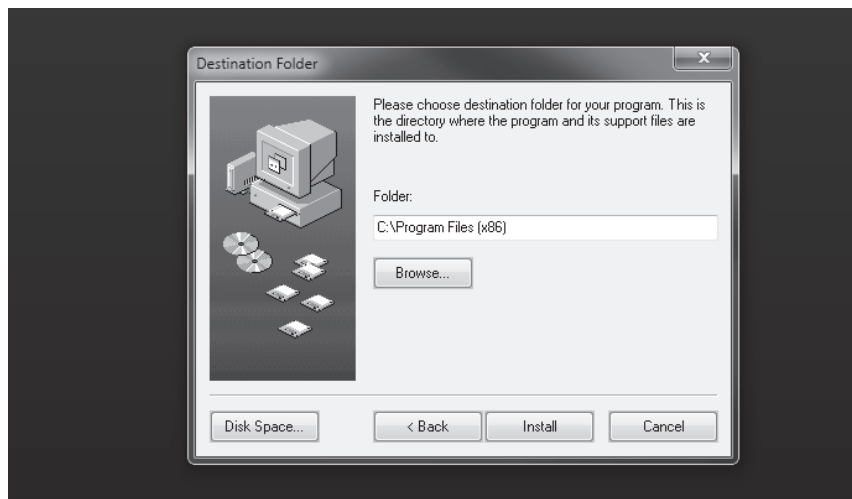 Destination Folder
Please choose destination folder for your program. This is
the directory where the program and its support files are
installed to.
Folder:
C:\Program Files (x86)
Browse...
Disk Space...
< Back
Install
Cancel